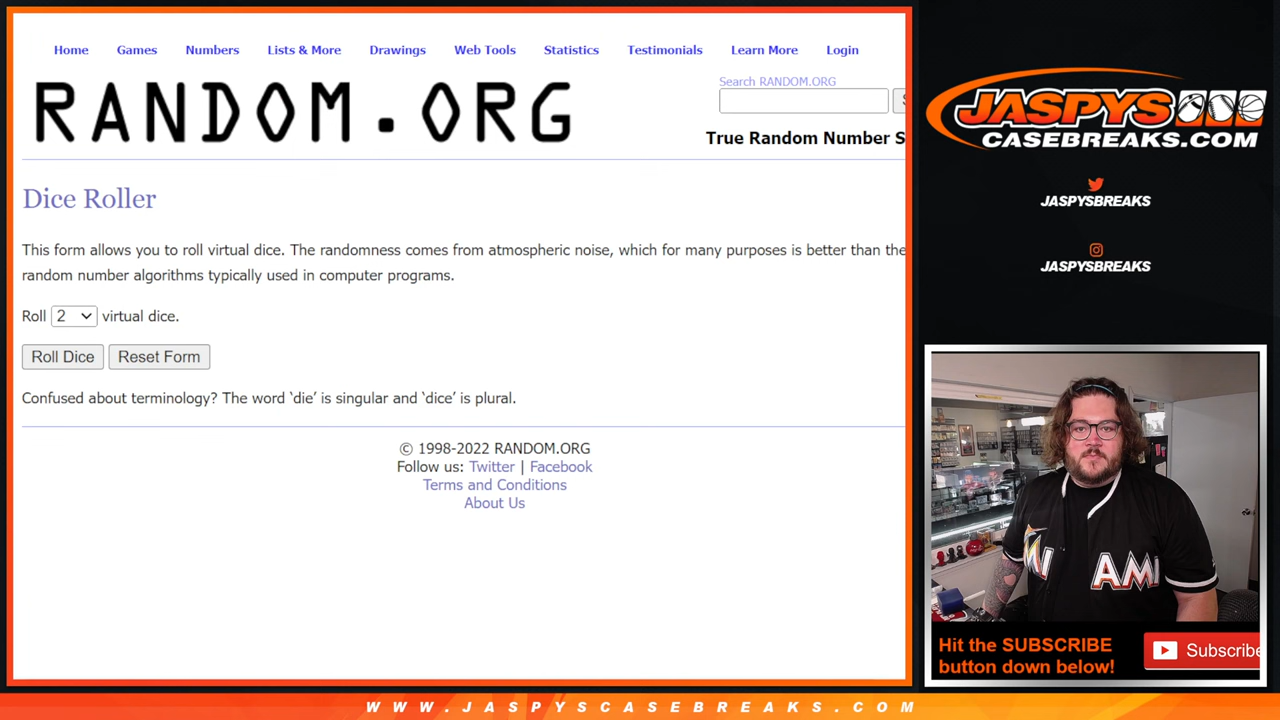 Home Games Numbers Lists & More Drawings Web Tools Statistics Testimonials Learn More Login
RANDOM.ORG
Search RANDOM.ORG
True Random Number S
Dice Roller
This form allows you to roll virtual dice. The randomness comes from atmospheric noise, which for many purposes is better than the
random number algorithms typically used in computer programs.
Roll 2 virtual dice.
Roll Dice Reset Form
Confused about terminology? The word ‘die’ is singular and ‘dice’ is plural.
© 1998-2022 RANDOM.ORG
Follow us: Twitter | Facebook
Terms and Conditions
About Us
JASPYS
CASEBREAKS.COM
JASPYSBREAKS
JASPYSBREAKS
MIAMI
Hit the SUBSCRIBE
button down below!
Subscribe
WWW.JASPYSCASEBREAKS.COM